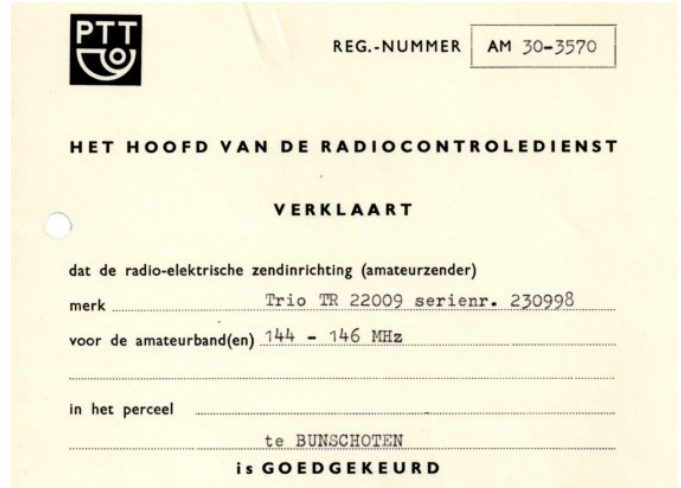 PTT
REG.-NUMMER AM 30-3570
HET HOOFD VAN DE RADIOCONTROLEDIENST
VERKLAART
dat de radio-elektrische zendinrichting (amateurzender)
merk Trio TR 22009 serienr. 230998
voor de amateurband(en) 144 - 146 MHz
in het perceel
te BUNSCHOTEN
is GOEDGEKEURD